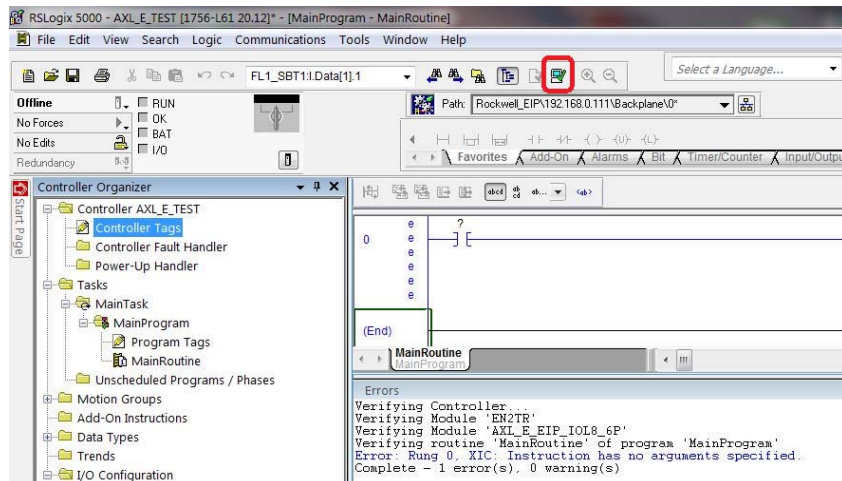 RSLogix 5000 - AXL_E_TEST [1756-L61 20.12]* - [MainProgram - MainRoutine]
File Edit View Search Logic Communications Tools Window Help
FL1_SBT1:I.Data[1].1
Select a Language...
Offline
RUN
No Forces
OK
No Edits
BAT
Redundancy
I/O
Path: Rockwell_EIP\192.168.0.111\Backplane\0*
Favorites Add-On Alarms Bit Timer/Counter Input/Outpu
Start Page
Controller Organizer
Controller AXL_E_TEST
Controller Tags
Controller Fault Handler
Power-Up Handler
Tasks
MainTask
MainProgram
Program Tags
MainRoutine
Unscheduled Programs / Phases
Motion Groups
Add-On Instructions
Data Types
Trends
I/O Configuration
abcd ab cd ab... <ab>
e ?
0 e
e
e
e
e
(End)
MainRoutine
MainProgram
Errors
Verifying Controller...
Verifying Module 'EN2TR'
Verifying Module 'AXL_E_EIP_IOL8_6P'
Verifying routine 'MainRoutine' of program 'MainProgram'
Error: Rung 0, XIC: Instruction has no arguments specified.
Complete - 1 error(s), 0 warning(s)